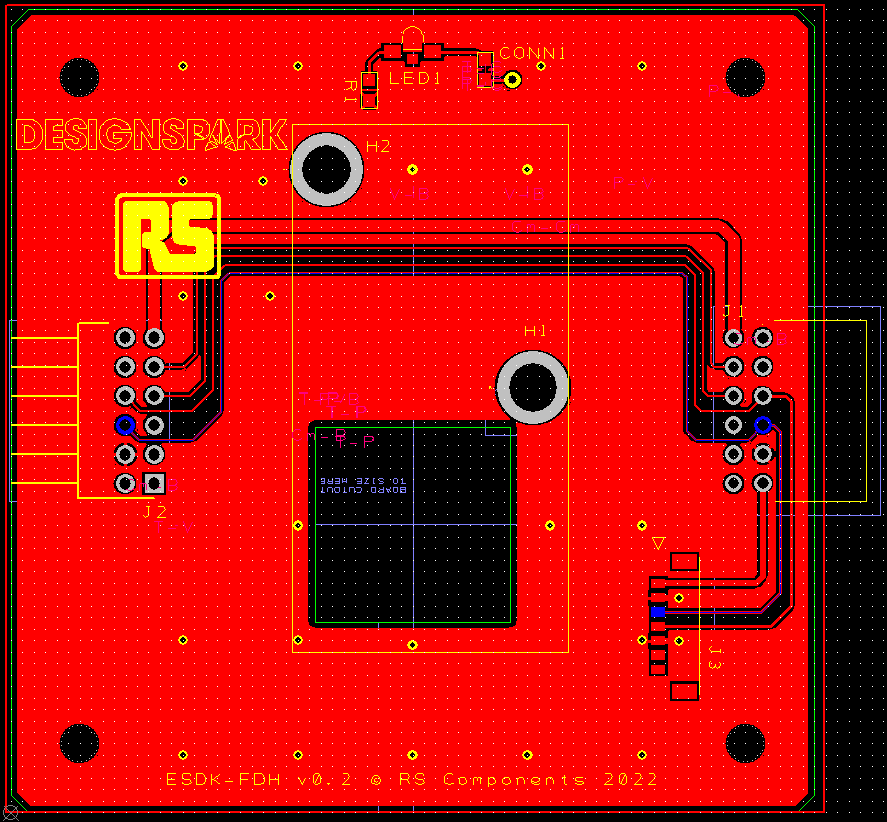 CONN1
LED1
R1
DESIGNSPARK
H2
RS
J1
H1
BOARD CUTOUT
TO SIZE HERE
J2
J3
ESDK-FDH v0.2 © RS Components 2022